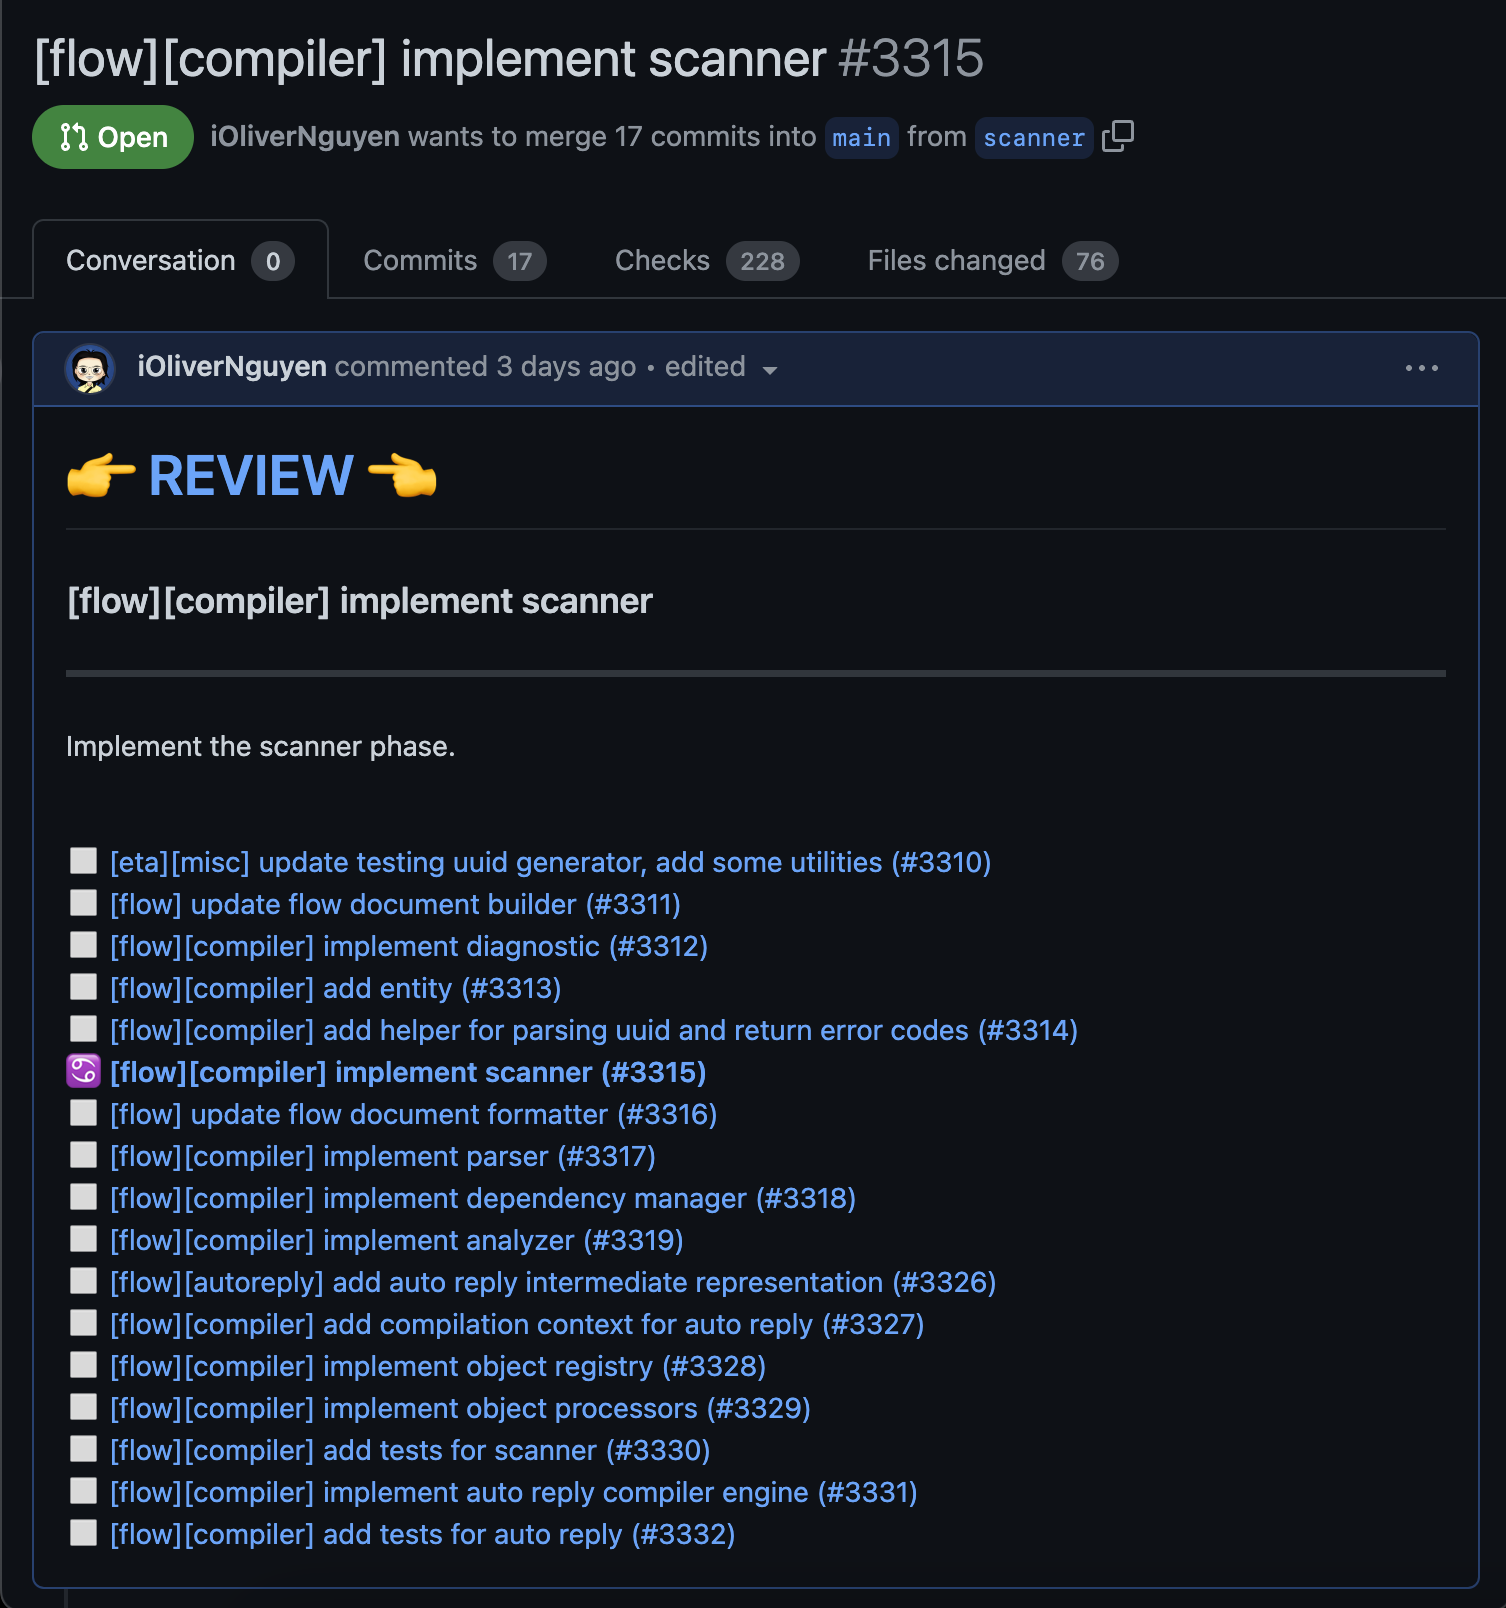 [flow][compiler] implement scanner #3315
Open iOliverNguyen wants to merge 17 commits into main from scanner
Conversation 0 Commits 17 Checks 228 Files changed 76
iOliverNguyen commented 3 days ago • edited
👉 REVIEW 👈
[flow][compiler] implement scanner
Implement the scanner phase.
[eta][misc] update testing uuid generator, add some utilities (#3310)
[flow] update flow document builder (#3311)
[flow][compiler] implement diagnostic (#3312)
[flow][compiler] add entity (#3313)
[flow][compiler] add helper for parsing uuid and return error codes (#3314)
♋ [flow][compiler] implement scanner (#3315)
[flow] update flow document formatter (#3316)
[flow][compiler] implement parser (#3317)
[flow][compiler] implement dependency manager (#3318)
[flow][compiler] implement analyzer (#3319)
[flow][autoreply] add auto reply intermediate representation (#3326)
[flow][compiler] add compilation context for auto reply (#3327)
[flow][compiler] implement object registry (#3328)
[flow][compiler] implement object processors (#3329)
[flow][compiler] add tests for scanner (#3330)
[flow][compiler] implement auto reply compiler engine (#3331)
[flow][compiler] add tests for auto reply (#3332)